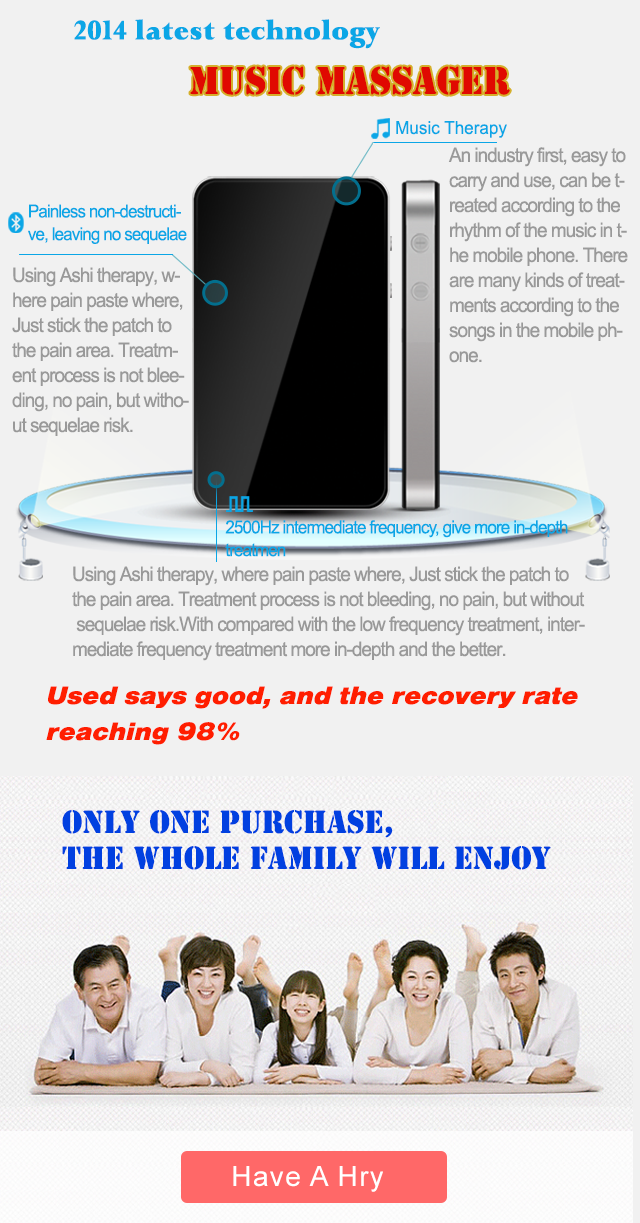 2014 latest technology
MUSIC MASSAGER
Music Therapy
An industry first, easy to
carry and use, can be t-
reated according to the
rhythm of the music in t-
he mobile phone. There
are many kinds of treat-
ments according to the
songs in the mobile ph-
one.
Painless non-destructi-
ve, leaving no sequelae
Using Ashi therapy, w-
here pain paste where,
Just stick the patch to
the pain area. Treatm-
ent process is not blee-
ding, no pain, but witho-
ut sequelae risk.
2500Hz intermediate frequency, give more in-depth
treatmen
Using Ashi therapy, where pain paste where, Just stick the patch to
the pain area. Treatment process is not bleeding, no pain, but without
sequelae risk.With compared with the low frequency treatment, inter-
mediate frequency treatment more in-depth and the better.
Used says good, and the recovery rate
reaching 98%
ONLY ONE PURCHASE,
THE WHOLE FAMILY WILL ENJOY
Have A Hry